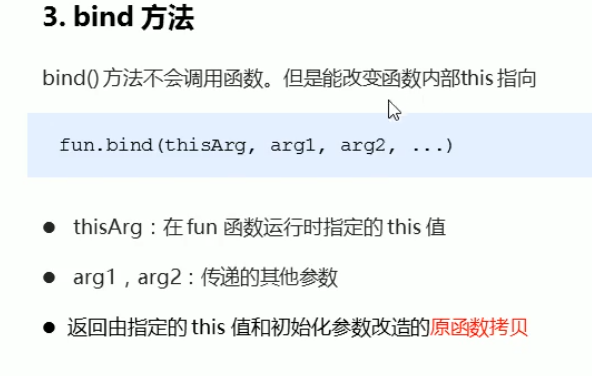 3. bind 方法
bind() 方法不会调用函数。但是能改变函数内部this 指向
fun.bind(thisArg, arg1, arg2, ...)
● thisArg：在 fun 函数运行时指定的 this 值
● arg1，arg2：传递的其他参数
● 返回由指定的 this 值和初始化参数改造的原函数拷贝